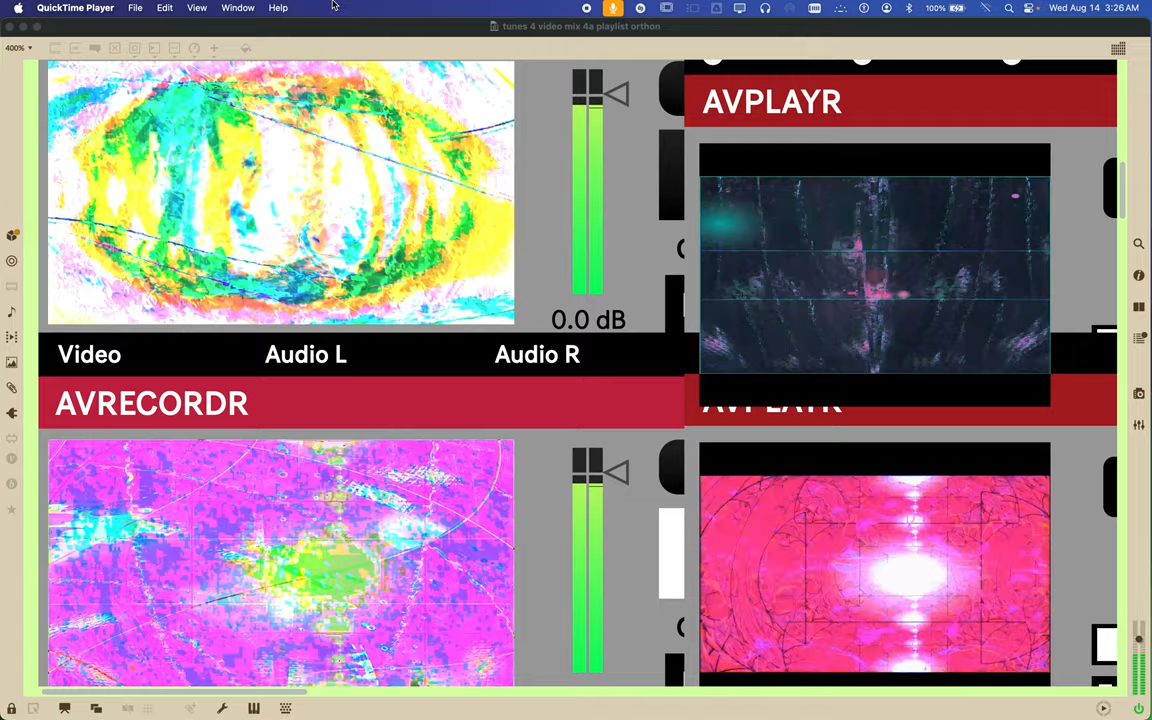 QuickTime Player File Edit View Window Help 100% Wed Aug 14 3:26 AM
tunes 4 video mix 4a playlist orthon
400%
AVPLAYR
0.0 dB
Video Audio L Audio R
AVRECORDR
AVPLAYR